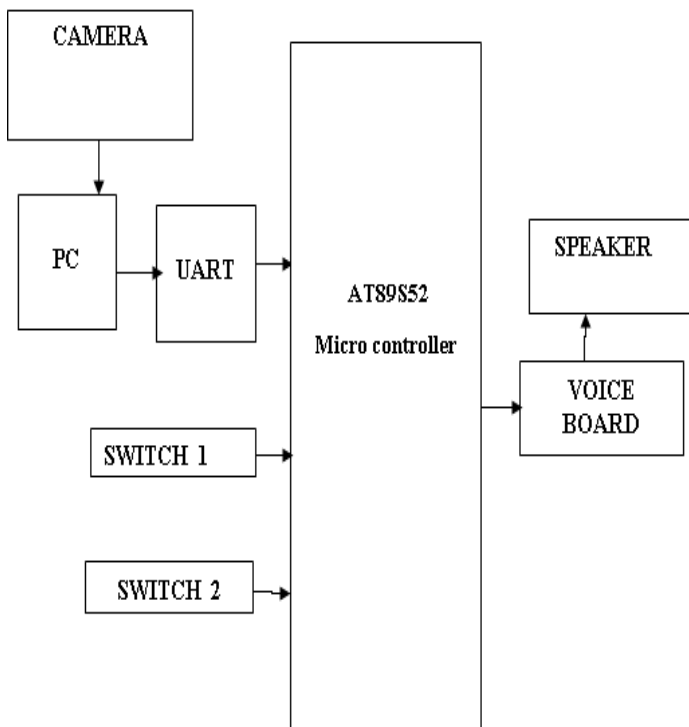 CAMERA
PC
UART
AT89S52
Micro controller
SPEAKER
VOICE
BOARD
SWITCH 1
SWITCH 2